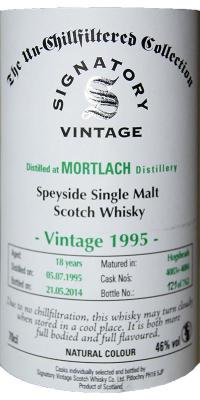 The Un-Chillfiltered Collection
SIGNATORY
S
VINTAGE
Distilled at MORTLACH Distillery
Speyside Single Malt
Scotch Whisky
- Vintage 1995 -
Aged: 18 years
Matured in: Hogsheads
Distilled on: 05.07.1995
Cask No's:
Bottled on: 21.05.2014
Bottle No.:
Due to no chillfiltration, this whisky may turn cloudy
when stored in a cool place. It is both more
full bodied and full flavoured.
70cl
NATURAL COLOUR
46% vol
Casks individually selected and bottled by
Signatory Vintage Scotch Whisky Co. Ltd. Pitlochry PH16 5JP
Product of Scotland